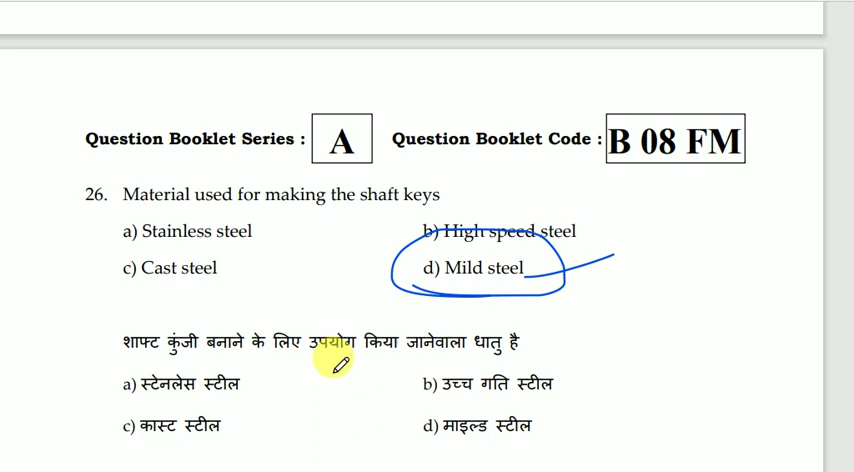 Question Booklet Series : A Question Booklet Code : B 08 FM
26. Material used for making the shaft keys
a) Stainless steel b) High speed steel
c) Cast steel d) Mild steel
शाफ्ट कुंजी बनाने के लिए उपयोग किया जानेवाला धातु है
a) स्टेनलेस स्टील b) उच्च गति स्टील
c) कास्ट स्टील d) माइल्ड स्टील